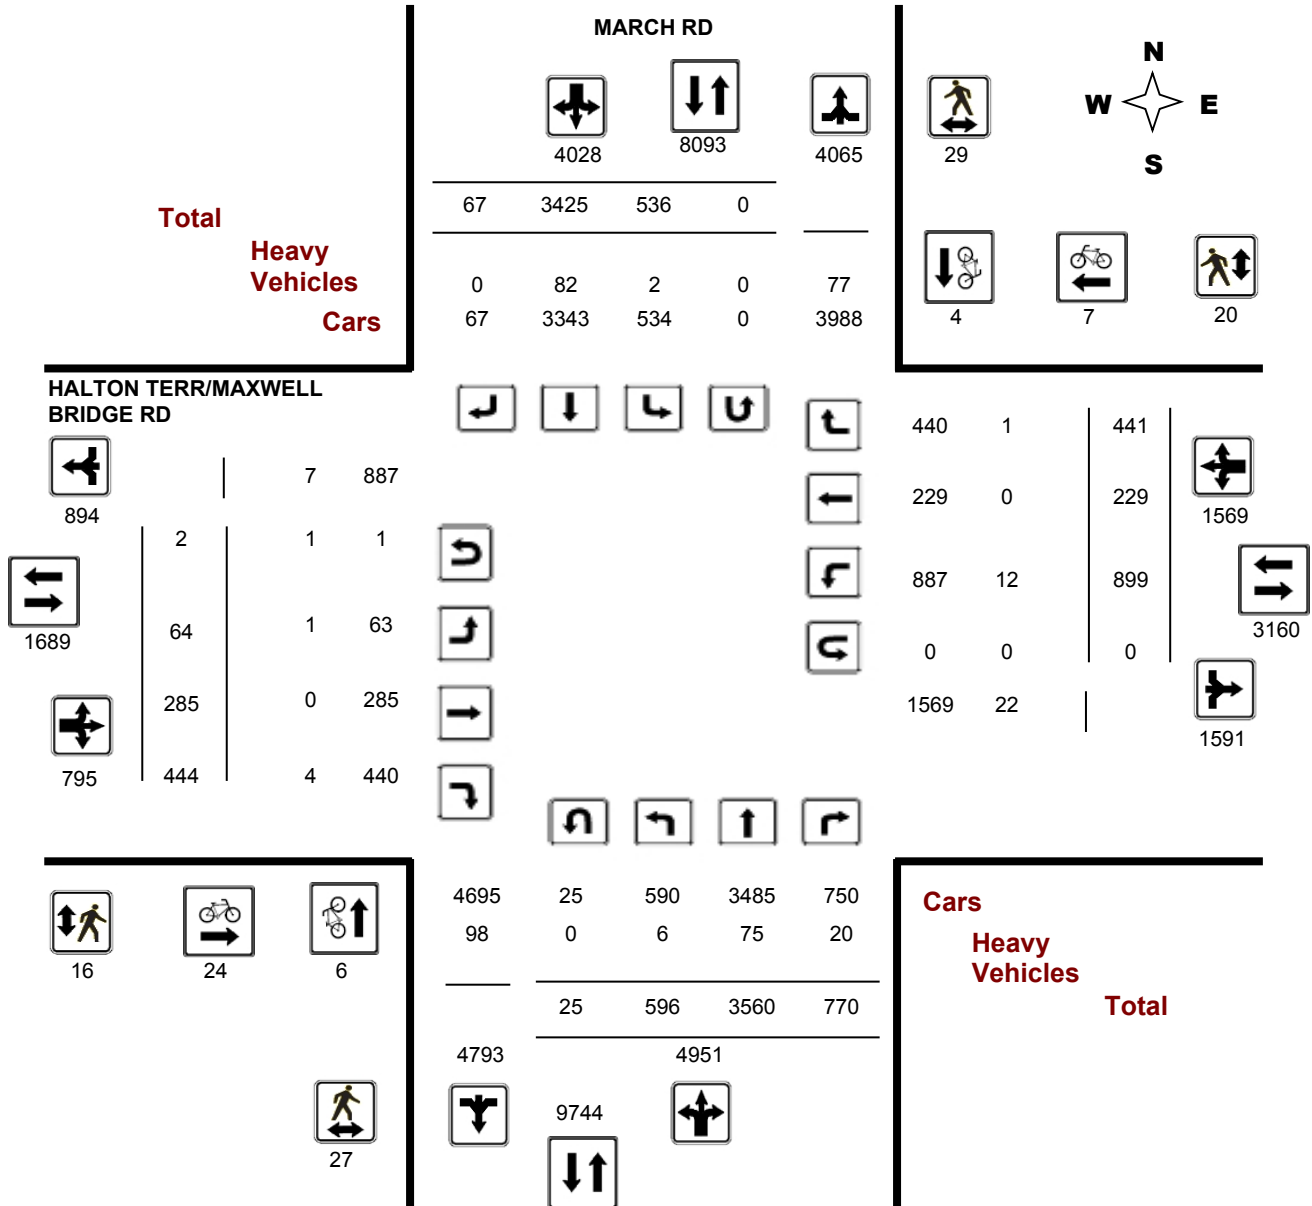 MARCH RD
N
W E
S
4028 8093 4065 29
67 3425 536 0
Total
Heavy
Vehicles
0 82 2 0 77
Cars
67 3343 534 0 3988
4 7 20
HALTON TERR/MAXWELL
BRIDGE RD
440 1 441
7 887
229 0 229
894
1569
2 1 1
887 12 899
64 1 63
1689
3160
0 0 0
285 0 285
1569 22
1591
795 444 4 440
4695 25 590 3485 750
Cars
98 0 6 75 20
Heavy
Vehicles
16 24 6
25 596 3560 770
Total
4793 4951
9744
27